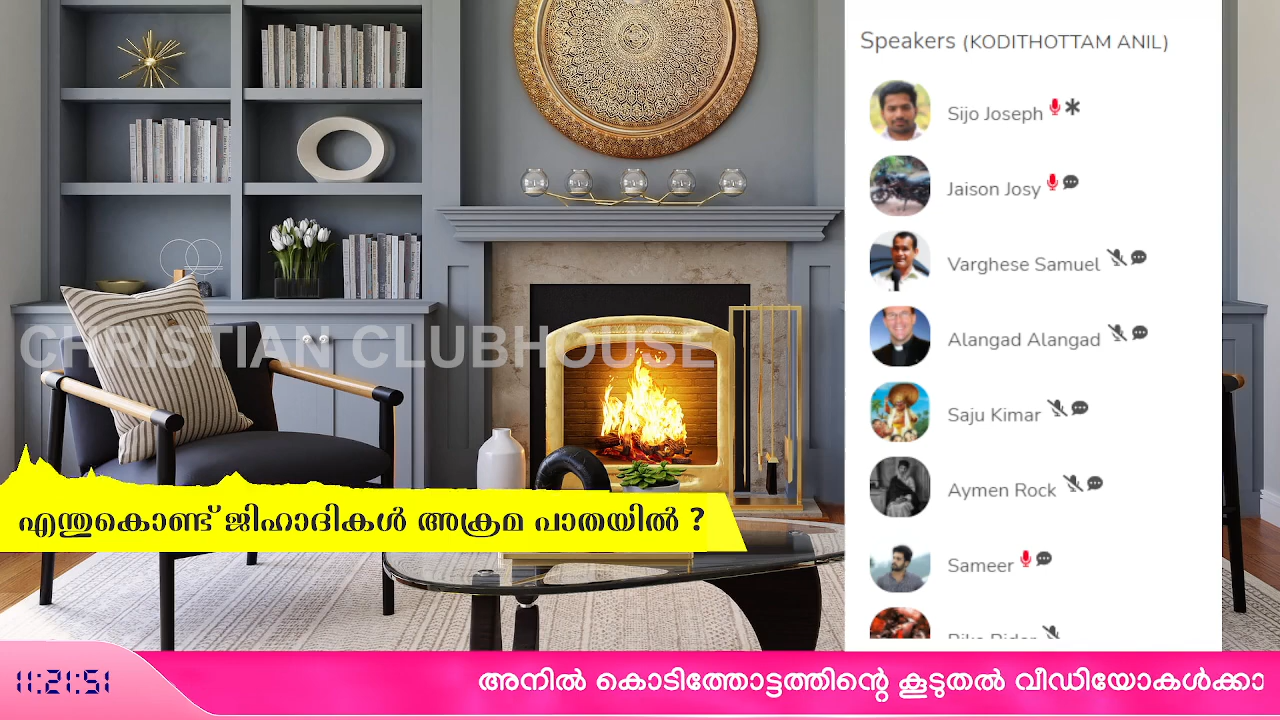 Speakers (KODITHOTTAM ANIL)
Sijo Joseph
Jaison Josy
Varghese Samuel
Alangad Alangad
Saju Kimar
Aymen Rock
Sameer
CHRISTIAN CLUBHOUSE
എന്തുകൊണ്ട് ജിഹാദികൾ അക്രമ പാതയിൽ ?
11:21:51
അനിൽ കൊടിത്തോട്ടത്തിന്റെ കൂടുതൽ വീഡിയോകൾക്കാ